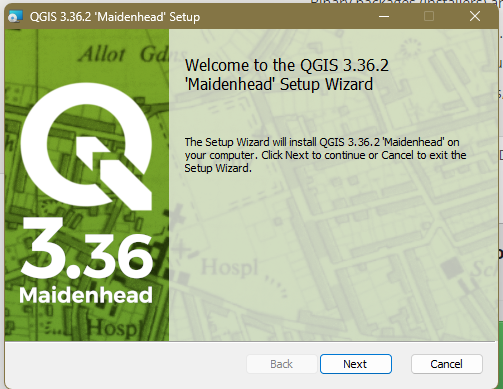 QGIS 3.36.2 'Maidenhead' Setup
Allot Gdns
Welcome to the QGIS 3.36.2
'Maidenhead' Setup Wizard
The Setup Wizard will install QGIS 3.36.2 'Maidenhead' on
your computer. Click Next to continue or Cancel to exit the
Setup Wizard.
3.36
Maidenhead
Hospl
Hospl
Back
Next
Cancel